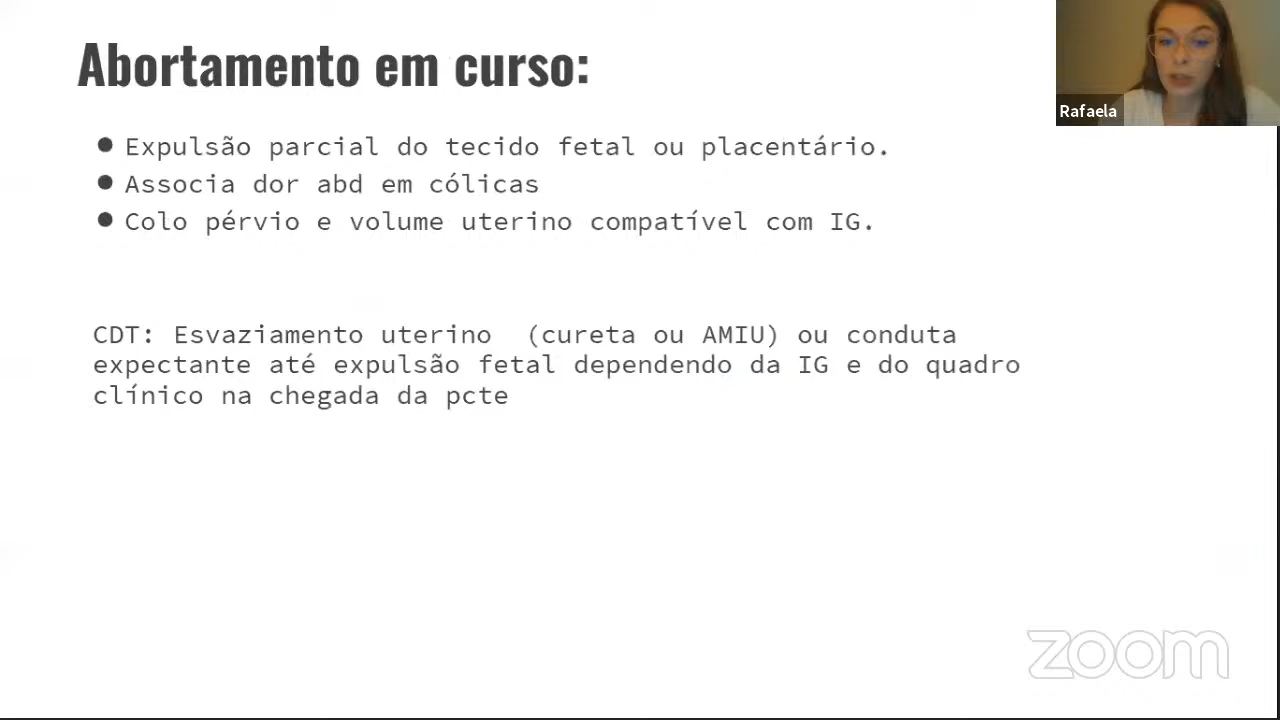 Abortamento em curso:
Rafaela
● Expulsão parcial do tecido fetal ou placentário.
● Associa dor abd em cólicas
● Colo pérvio e volume uterino compatível com IG.
CDT: Esvaziamento uterino (cureta ou AMIU) ou conduta
expectante até expulsão fetal dependendo da IG e do quadro
clínico na chegada da pcte
zoom